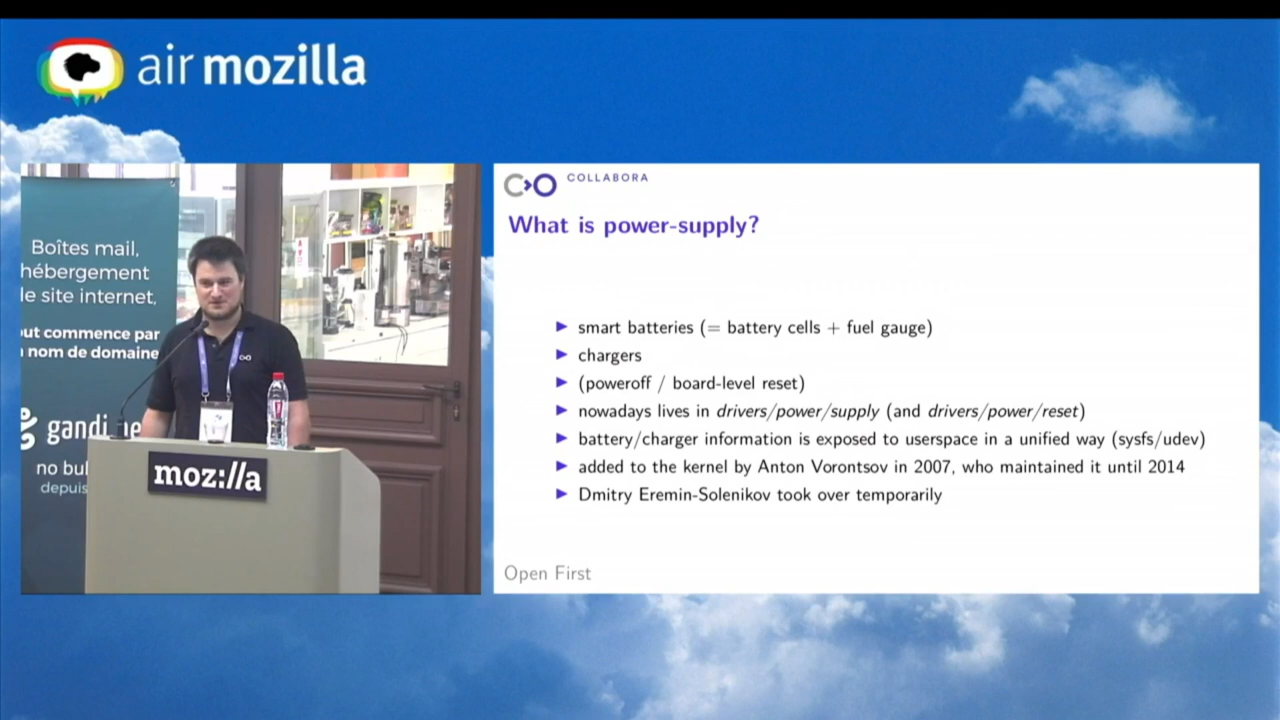 air mozilla
Boîtes mail,
hébergement
le site internet,
out commence par
nom de domaine
gandi
no bul
depuis
moz://a
COLLABORA
What is power-supply?
smart batteries (= battery cells + fuel gauge)
chargers
(poweroff / board-level reset)
nowadays lives in drivers/power/supply (and drivers/power/reset)
battery/charger information is exposed to userspace in a unified way (sysfs/udev)
added to the kernel by Anton Vorontsov in 2007, who maintained it until 2014
Dmitry Eremin-Solenikov took over temporarily
Open First